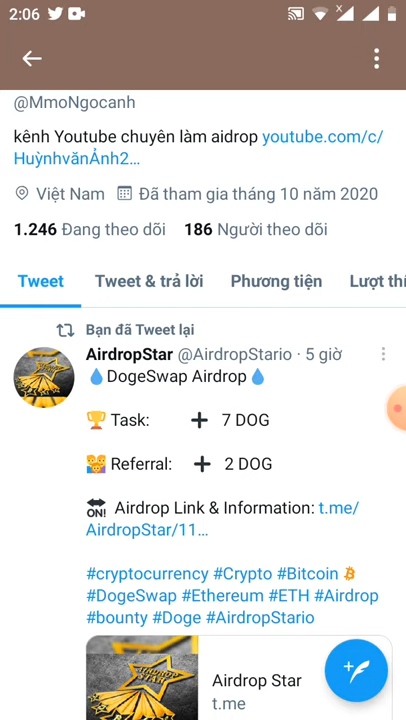 2:06
@MmoNgocanh
kênh Youtube chuyên làm aidrop youtube.com/c/
HuỳnhvănẢnh2...
Việt Nam Đã tham gia tháng 10 năm 2020
1.246 Đang theo dõi 186 Người theo dõi
Tweet Tweet & trả lời Phương tiện Lượt thí
Bạn đã Tweet lại
AirdropStar @AirdropStario · 5 giờ
💧DogeSwap Airdrop💧
🏆 Task: ➕ 7 DOG
Referral: ➕ 2 DOG
ON! Airdrop Link & Information: t.me/
AirdropStar/11...
#cryptocurrency #Crypto #Bitcoin
#DogeSwap #Ethereum #ETH #Airdrop
#bounty #Doge #AirdropStario
Airdrop Star
t.me